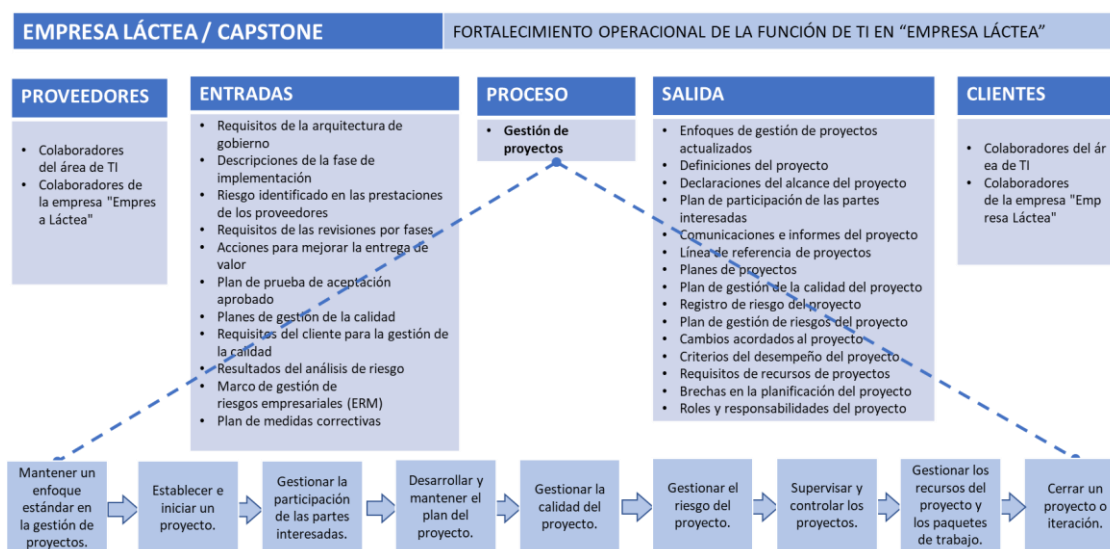 EMPRESA LÁCTEA / CAPSTONE
FORTALECIMIENTO OPERACIONAL DE LA FUNCIÓN DE TI EN “EMPRESA LÁCTEA”
PROVEEDORES
• Colaboradores
del área de TI
• Colaboradores de
la empresa "Empres
a Láctea"
ENTRADAS
• Requisitos de la arquitectura de
gobierno
• Descripciones de la fase de
implementación
• Riesgo identificado en las prestaciones
de los proveedores
• Requisitos de las revisiones por fases
• Acciones para mejorar la entrega de
valor
• Plan de prueba de aceptación
aprobado
• Planes de gestión de la calidad
• Requisitos del cliente para la gestión de
la calidad
• Resultados del análisis de riesgo
• Marco de gestión de
riesgos empresariales (ERM)
• Plan de medidas correctivas
PROCESO
• Gestión de
proyectos
SALIDA
• Enfoques de gestión de proyectos
actualizados
• Definiciones del proyecto
• Declaraciones del alcance del proyecto
• Plan de participación de las partes
interesadas
• Comunicaciones e informes del proyecto
• Línea de referencia de proyectos
• Planes de proyectos
• Plan de gestión de la calidad del proyecto
• Registro de riesgo del proyecto
• Plan de gestión de riesgos del proyecto
• Cambios acordados al proyecto
• Criterios del desempeño del proyecto
• Requisitos de recursos de proyectos
• Brechas en la planificación del proyecto
• Roles y responsabilidades del proyecto
CLIENTES
• Colaboradores del ár
ea de TI
• Colaboradores
de la empresa "Emp
resa Láctea"
Mantener un
enfoque
estándar en
la gestión de
proyectos.
Establecer e
iniciar un
proyecto.
Gestionar la
participación
de las partes
interesadas.
Desarrollar y
mantener el
plan del
proyecto.
Gestionar la
calidad del
proyecto.
Gestionar el
riesgo del
proyecto.
Supervisar y
controlar los
proyectos.
Gestionar los
recursos del
proyecto y
los paquetes
de trabajo.
Cerrar un
proyecto o
iteración.